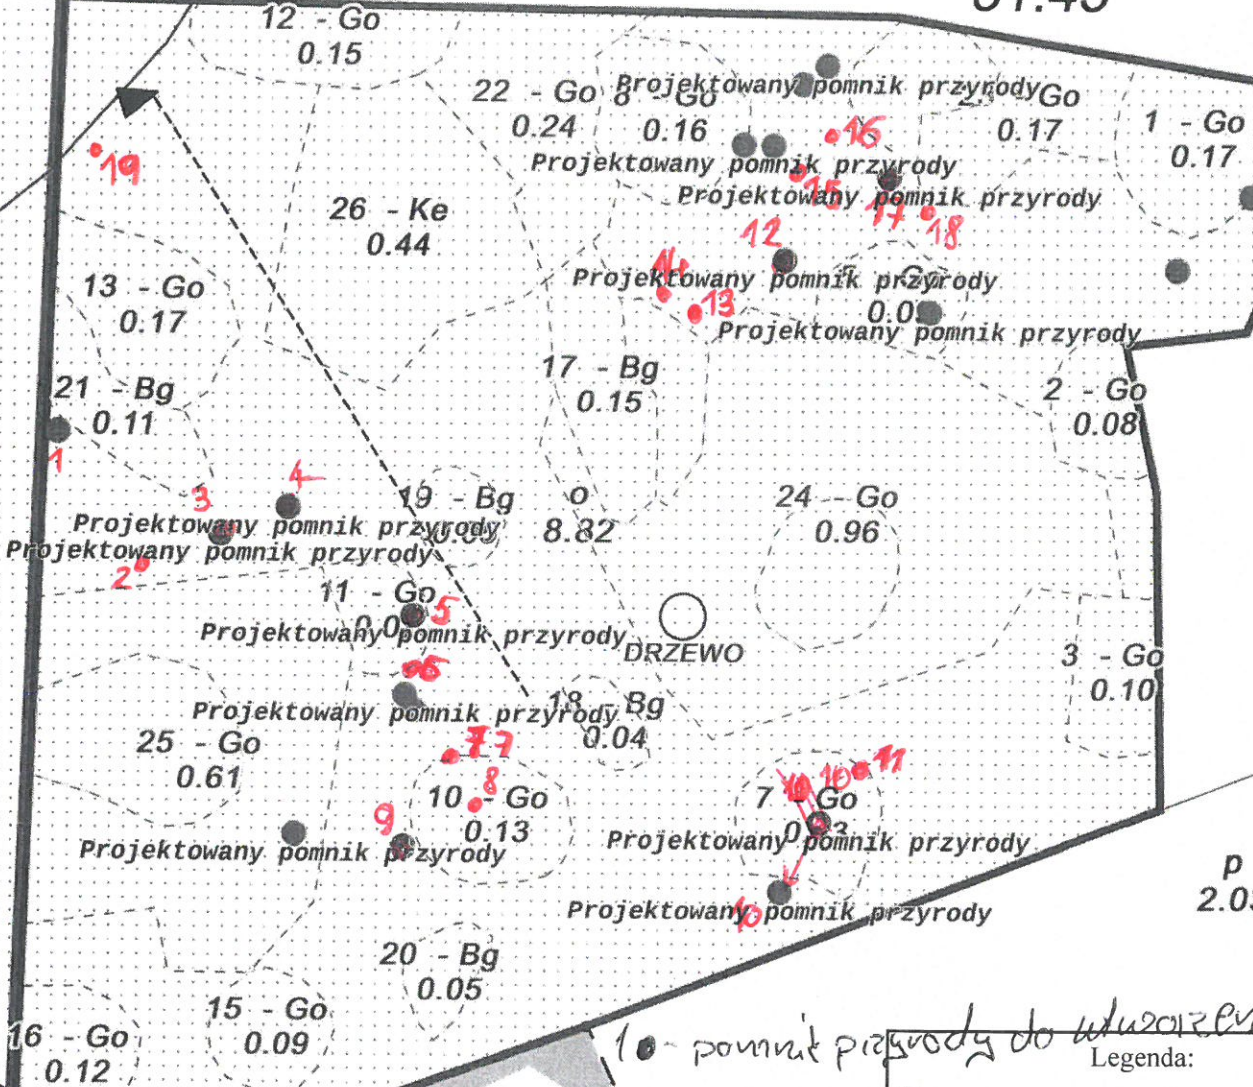 12 - Go
0.15
22 - Go
0.24
8 - Go
0.16
Projektowany pomnik przyrody
Go
0.17
1 - Go
0.17
16
19
Projektowany pomnik przyrody
15
Projektowany pomnik przyrody
17
18
26 - Ke
0.44
12
14
Projektowany pomnik przyrody
13
Projektowany pomnik przyrody
13 - Go
0.17
17 - Bg
0.15
21 - Bg
0.11
2 - Go
0.08
1
3
4
19 - Bg
o
8.82
24 - Go
0.96
Projektowany pomnik przyrody
Projektowany pomnik przyrody
2
11 - Go
5
Projektowany pomnik przyrody
DRZEWO
6
3 - Go
0.10
Projektowany pomnik przyrody
18 - Bg
0.04
25 - Go
0.61
7
8
10 - Go
0.13
9
10
11
7 - Go
Projektowany pomnik przyrody
Projektowany pomnik przyrody
p
Projektowany pomnik przyrody
10
20 - Bg
0.05
15 - Go
0.09
16 - Go
0.12
1 - pomnik przyrody do
Legenda: